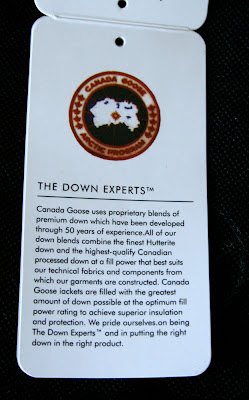 CANADA GOOSE
ARCTIC PROGRAM
THE DOWN EXPERTS™
Canada Goose uses proprietary blends of
premium down which have been developed
through 50 years of experience.All of our
down blends combine the finest Hutterite
down and the highest-qualify Canadian
processed down at a fill power that best suits
our technical fabrics and components from
which our garments are constructed. Canada
Goose jackets are filled with the greatest
amount of down possible at the optimum fill
power rating to achieve superior insulation
and protection. We pride ourselves.on being
The Down Experts™ and in putting the right
down in the right product.